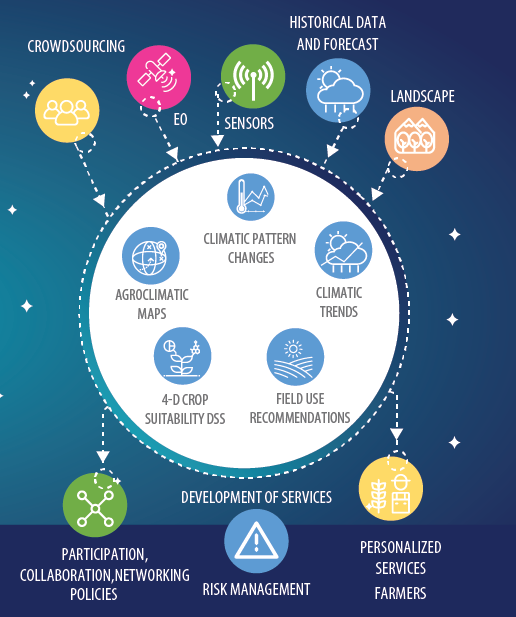 HISTORICAL DATA
AND FORECAST
CROWDSOURCING
EO
SENSORS
LANDSCAPE
CLIMATIC PATTERN
CHANGES
AGROCLIMATIC
MAPS
CLIMATIC
TRENDS
4-D CROP
SUITABILITY DSS
FIELD USE
RECOMMENDATIONS
DEVELOPMENT OF SERVICES
PARTICIPATION,
COLLABORATION,NETWORKING
POLICIES
RISK MANAGEMENT
PERSONALIZED
SERVICES
FARMERS